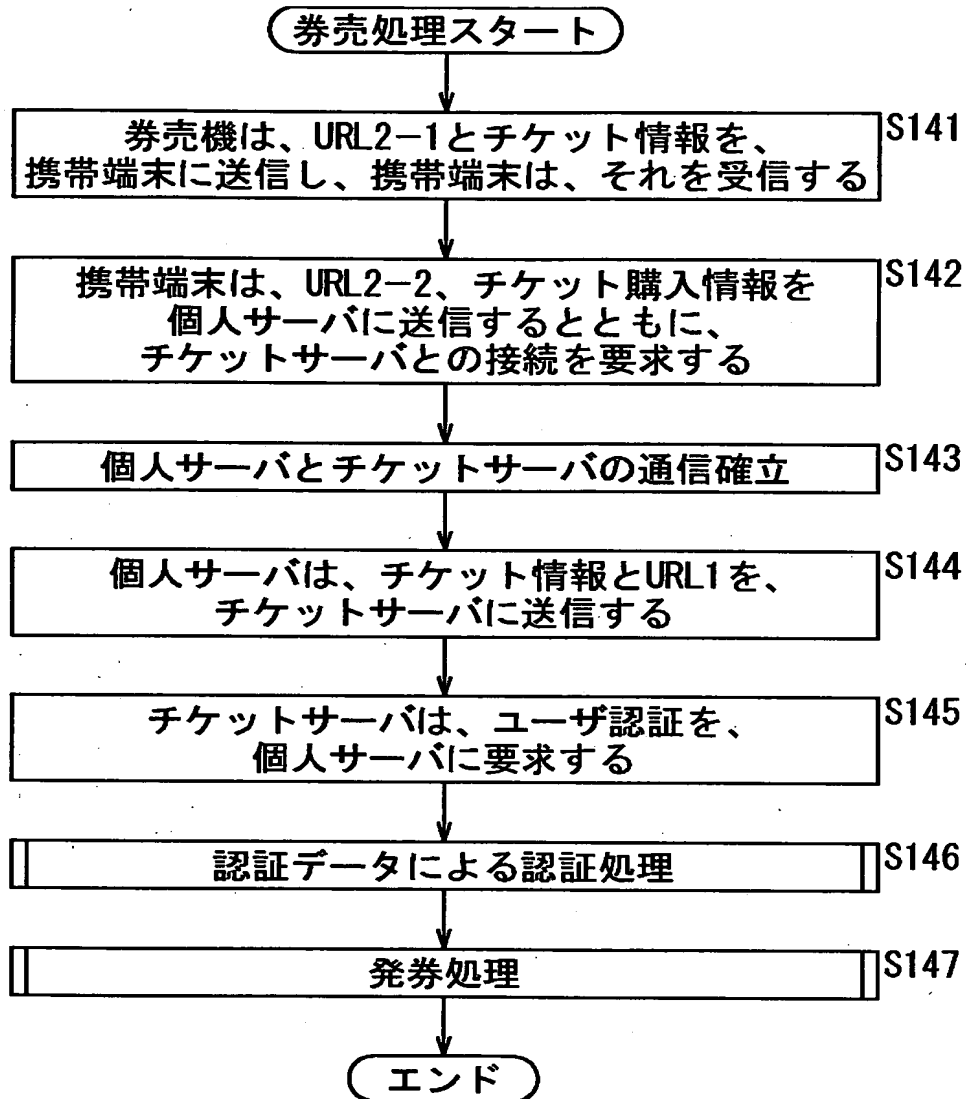 券売処理スタート
券売機は、URL2-1とチケット情報を、
携帯端末に送信し、携帯端末は、それを受信する
S141
携帯端末は、URL2-2、チケット購入情報を
個人サーバに送信するとともに、
チケットサーバとの接続を要求する
S142
個人サーバとチケットサーバの通信確立
S143
個人サーバは、チケット情報とURL1を、
チケットサーバに送信する
S144
チケットサーバは、ユーザ認証を、
個人サーバに要求する
S145
認証データによる認証処理
S146
発券処理
S147
エンド